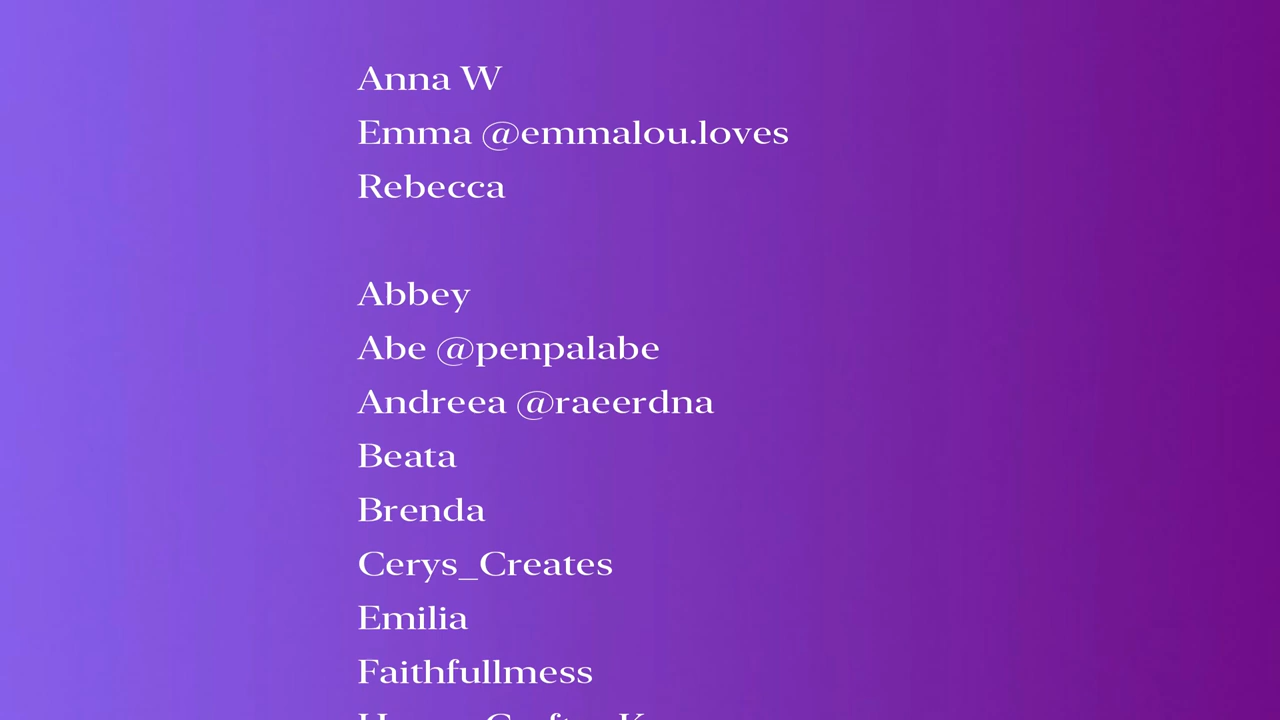 Anna W
Emma @emmalou.loves
Rebecca
Abbey
Abe @penpalabe
Andreea @raeerdna
Beata
Brenda
Cerys_Creates
Emilia
Faithfullmess